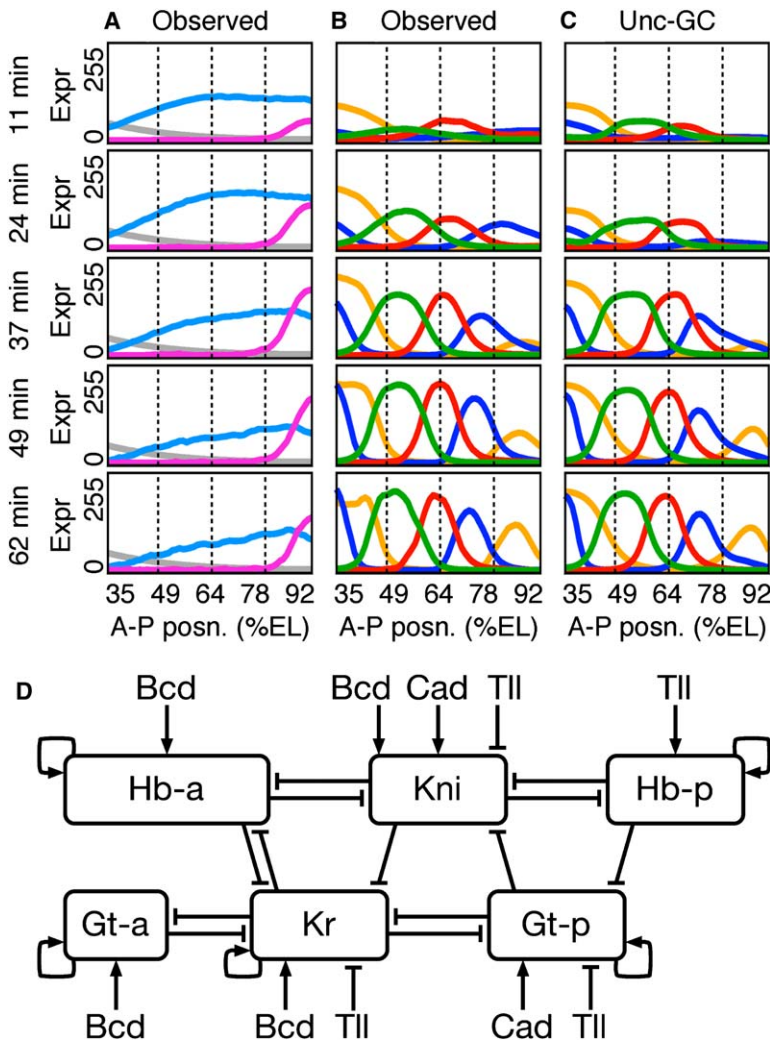 A Observed B Observed C Unc-GC
11 min Expr 255 0
24 min Expr 255 0
37 min Expr 255 0
49 min Expr 255 0
62 min Expr 255 0
35 49 64 78 92 35 49 64 78 92 35 49 64 78 92
A-P posn. (%EL) A-P posn. (%EL) A-P posn. (%EL)
D Bcd Bcd Cad Tll Tll
Hb-a Kni Hb-p
Gt-a Kr Gt-p
Bcd Bcd Tll Cad Tll